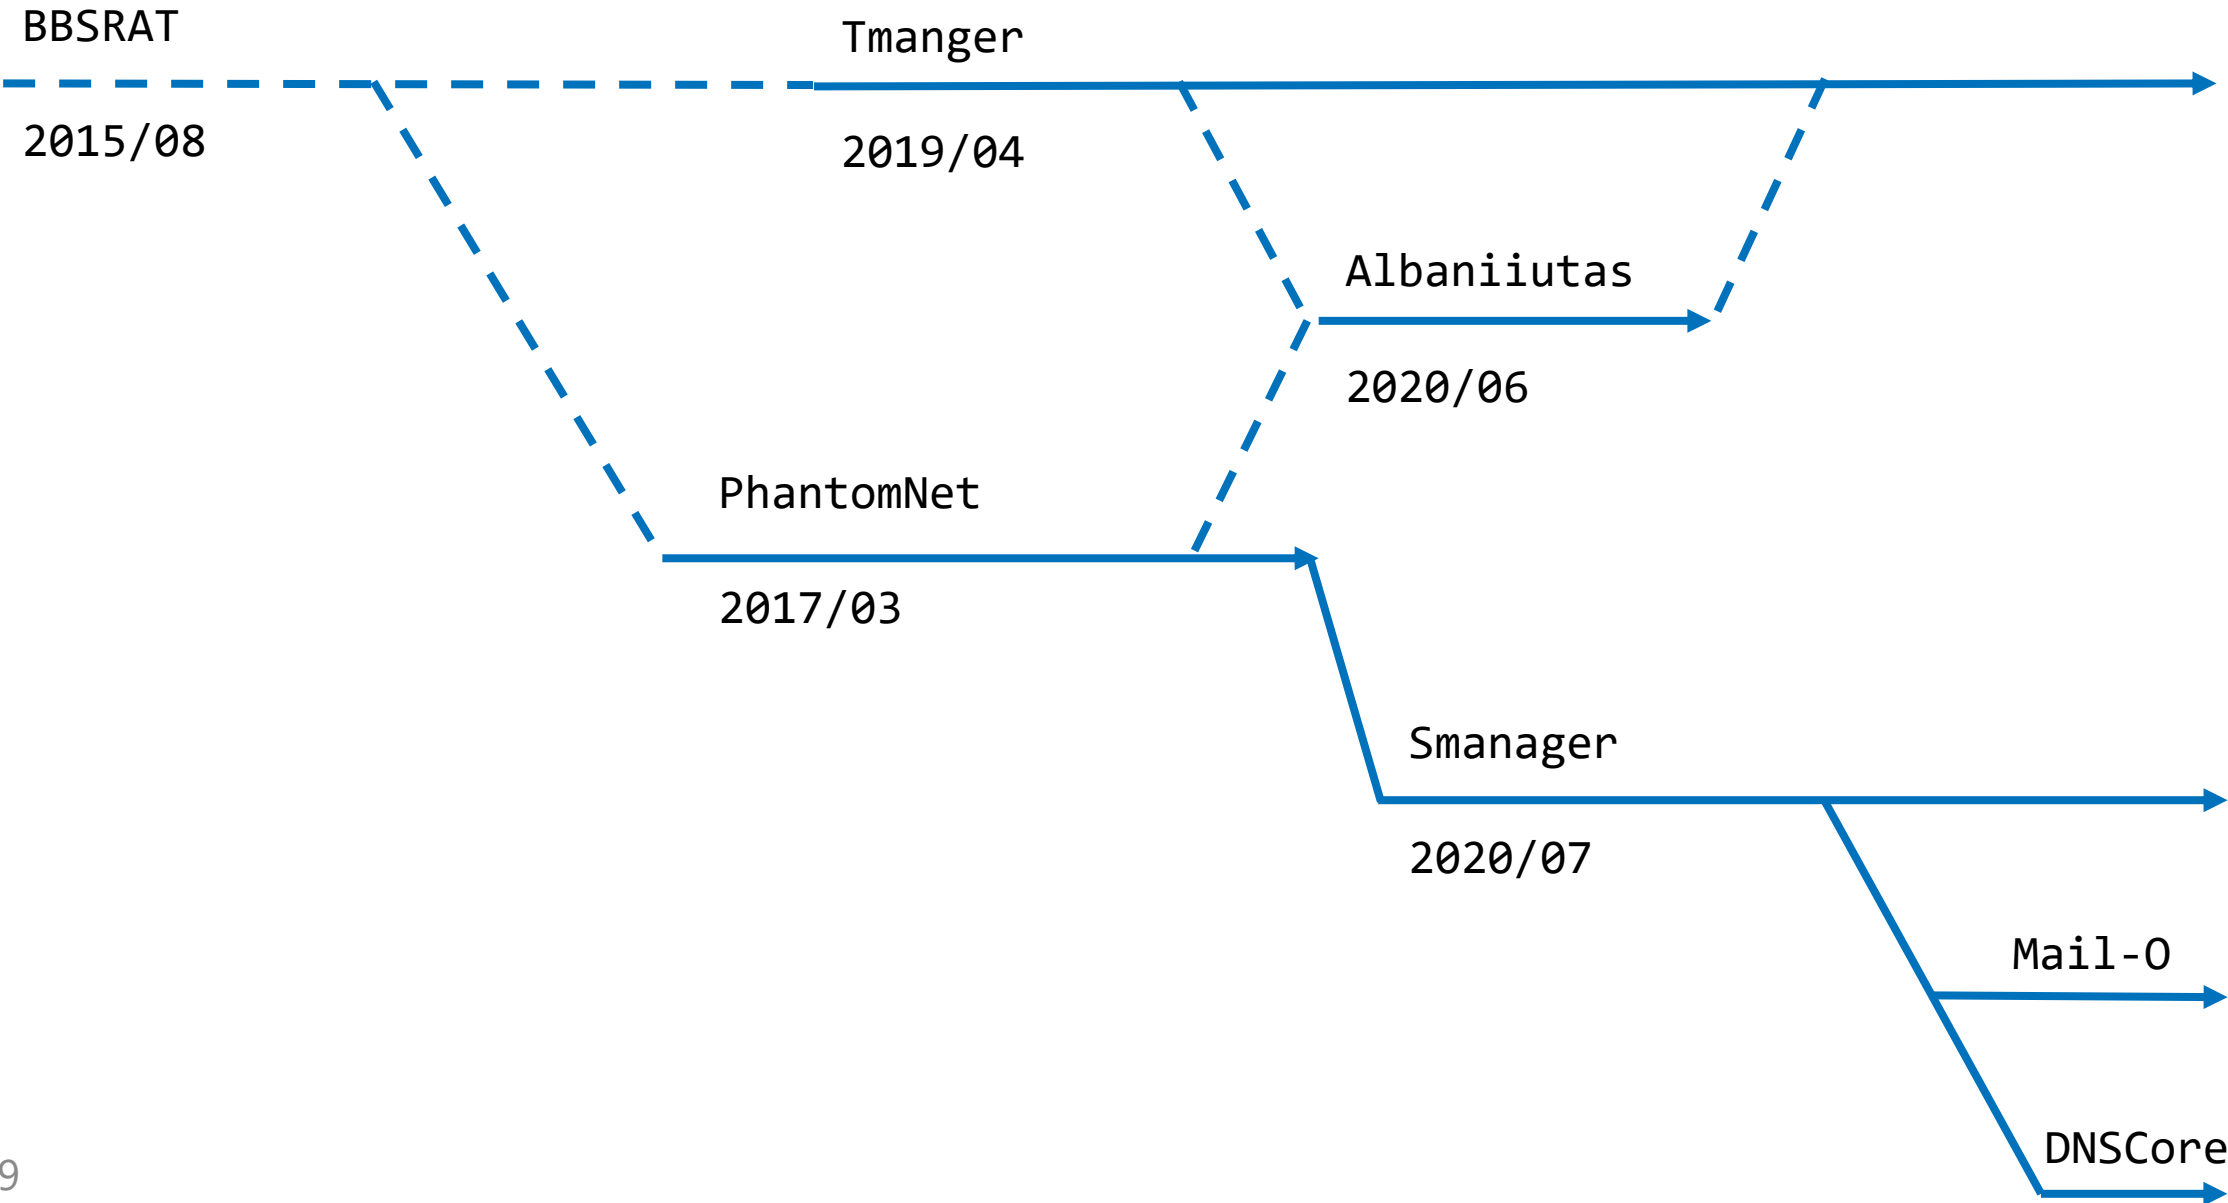 BBSRAT
Tmanger
2015/08
2019/04
Albaniiutas
2020/06
PhantomNet
2017/03
Smanager
2020/07
Mail-O
DNSCore
9